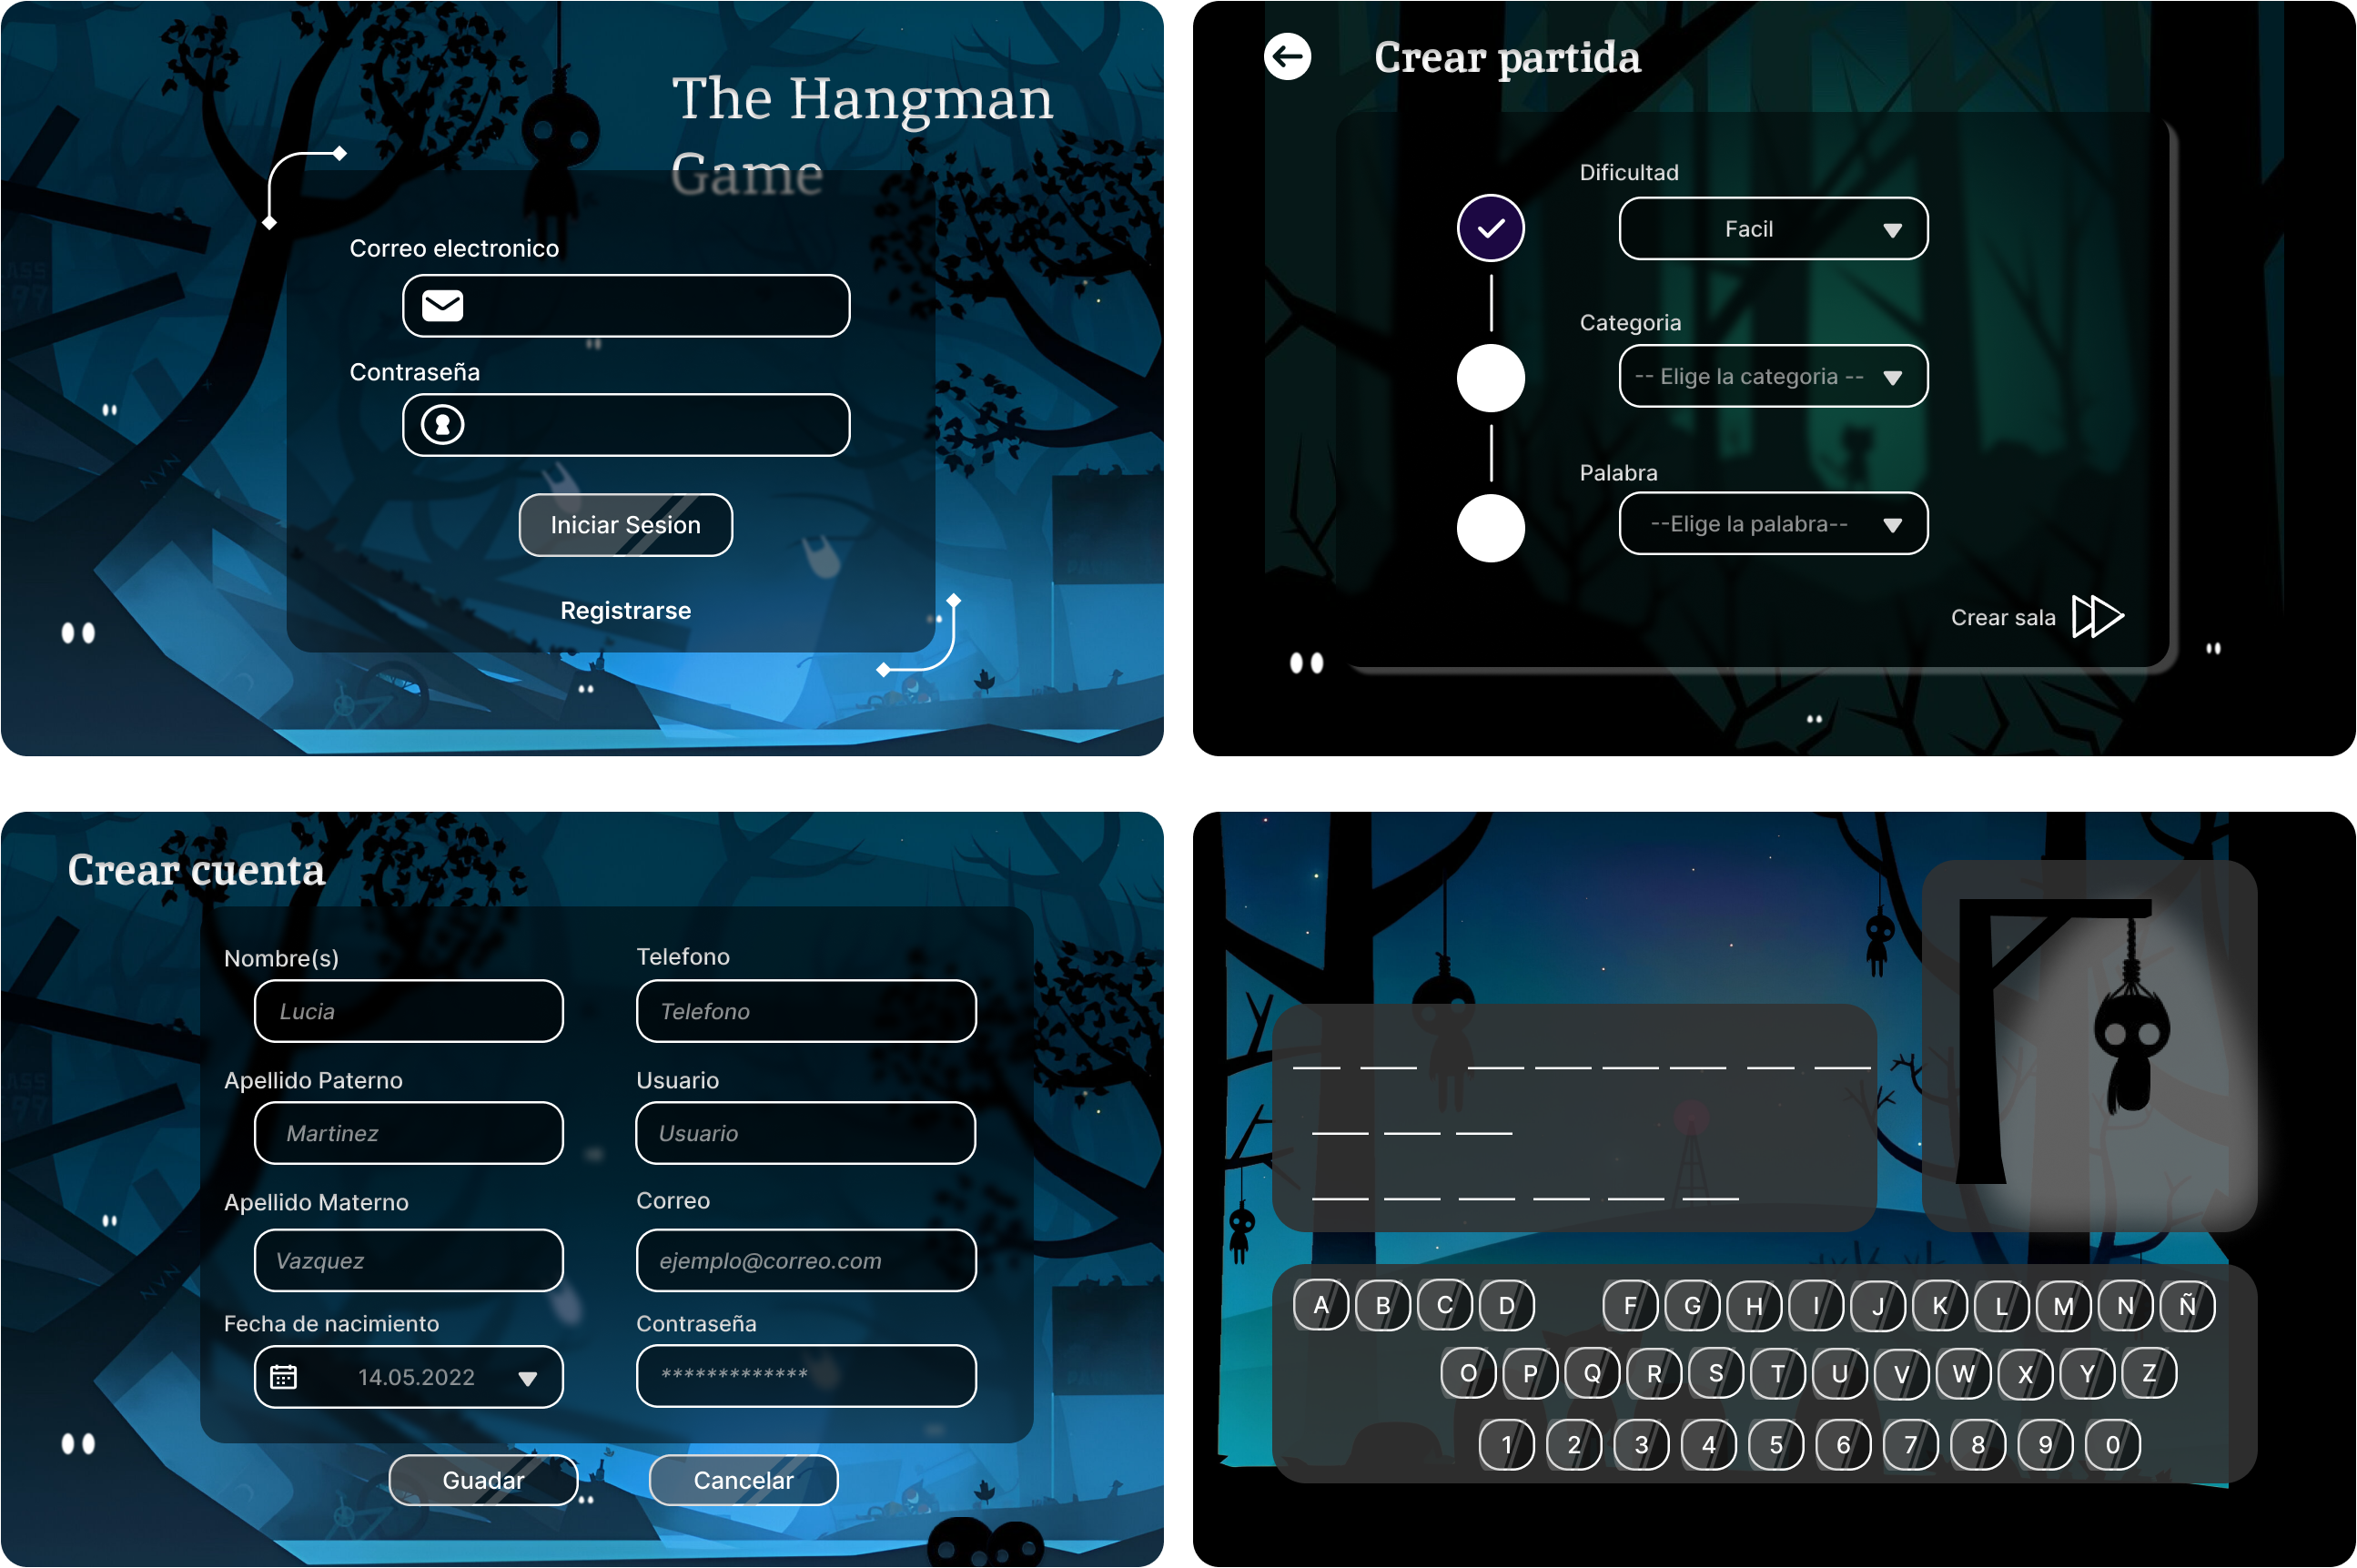 The Hangman
Game
Correo electronico
Contraseña
Iniciar Sesion
Registrarse
Crear partida
Dificultad
Facil
Categoria
-- Elige la categoria --
Palabra
--Elige la palabra--
Crear sala
Crear cuenta
Nombre(s)
Lucia
Telefono
Telefono
Apellido Paterno
Martinez
Usuario
Usuario
Apellido Materno
Vazquez
Correo
ejemplo@correo.com
Fecha de nacimiento
14.05.2022
Contraseña
*************
Guadar
Cancelar
A B C D F G H I J K L M N Ñ
O P Q R S T U V W X Y Z
1 2 3 4 5 6 7 8 9 0